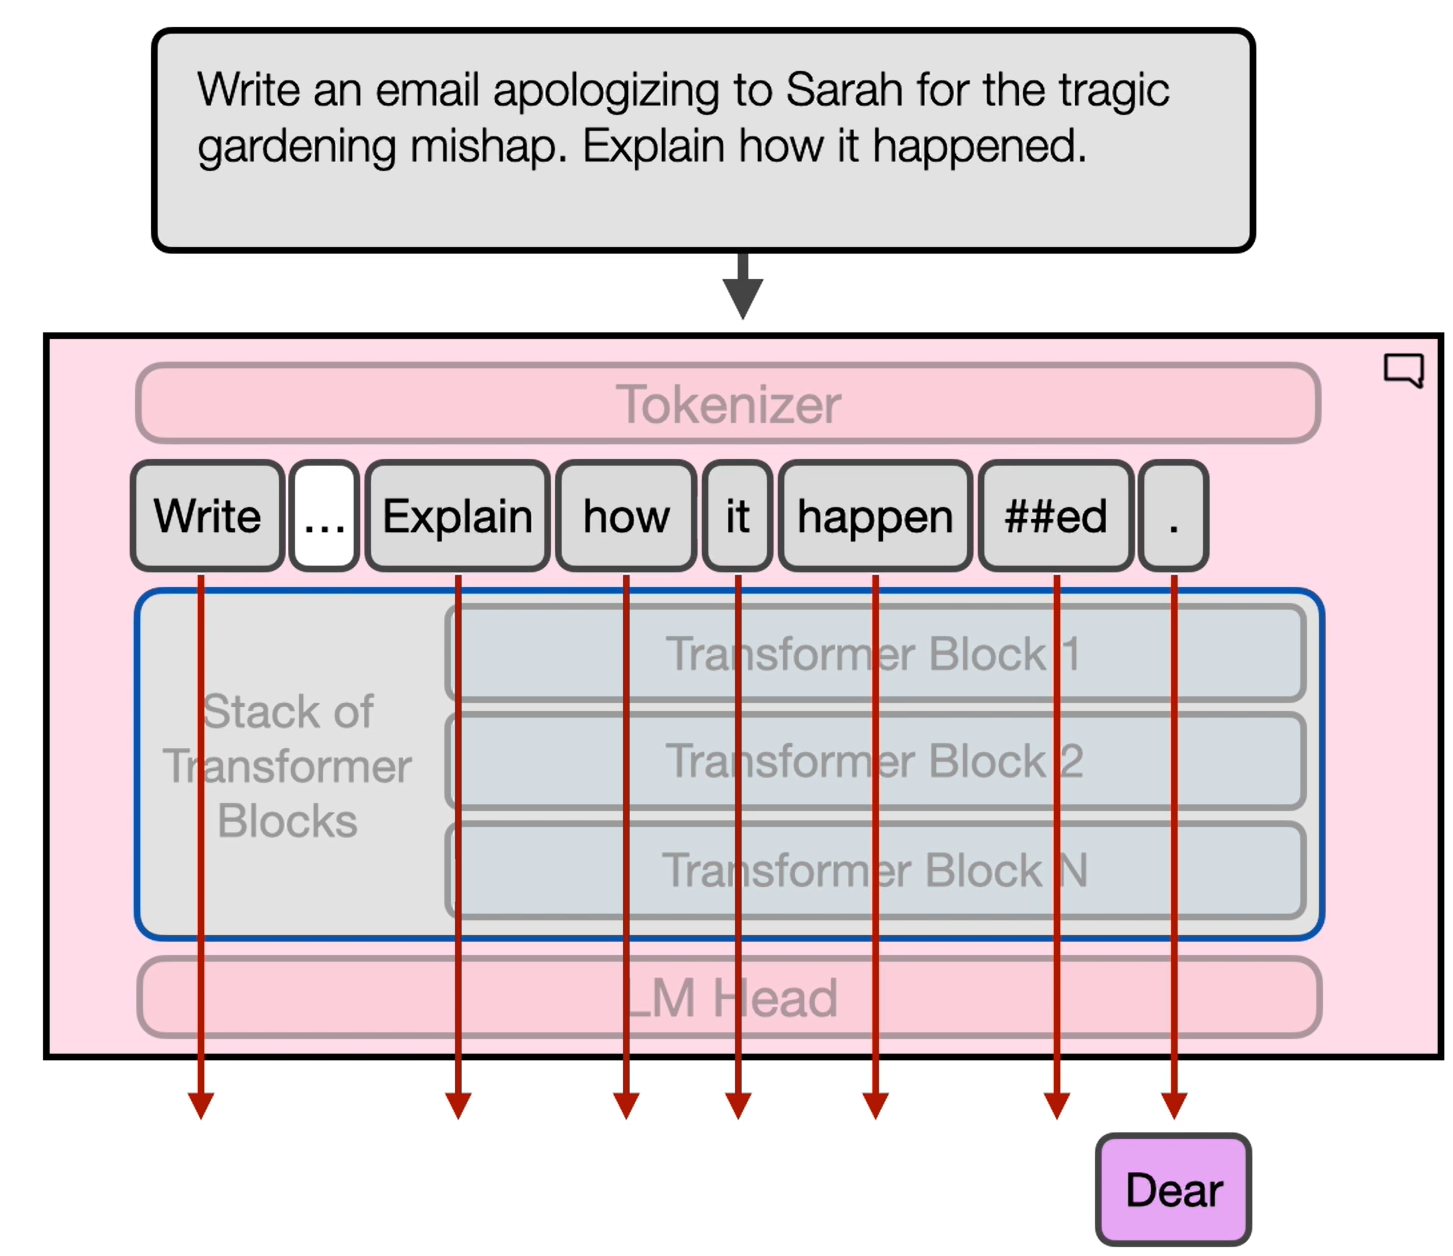 Write an email apologizing to Sarah for the tragic
gardening mishap. Explain how it happened.
Tokenizer
Write ... Explain how it happen ##ed .
Stack of
Transformer
Blocks
Transformer Block 1
Transformer Block 2
Transformer Block N
LM Head
Dear